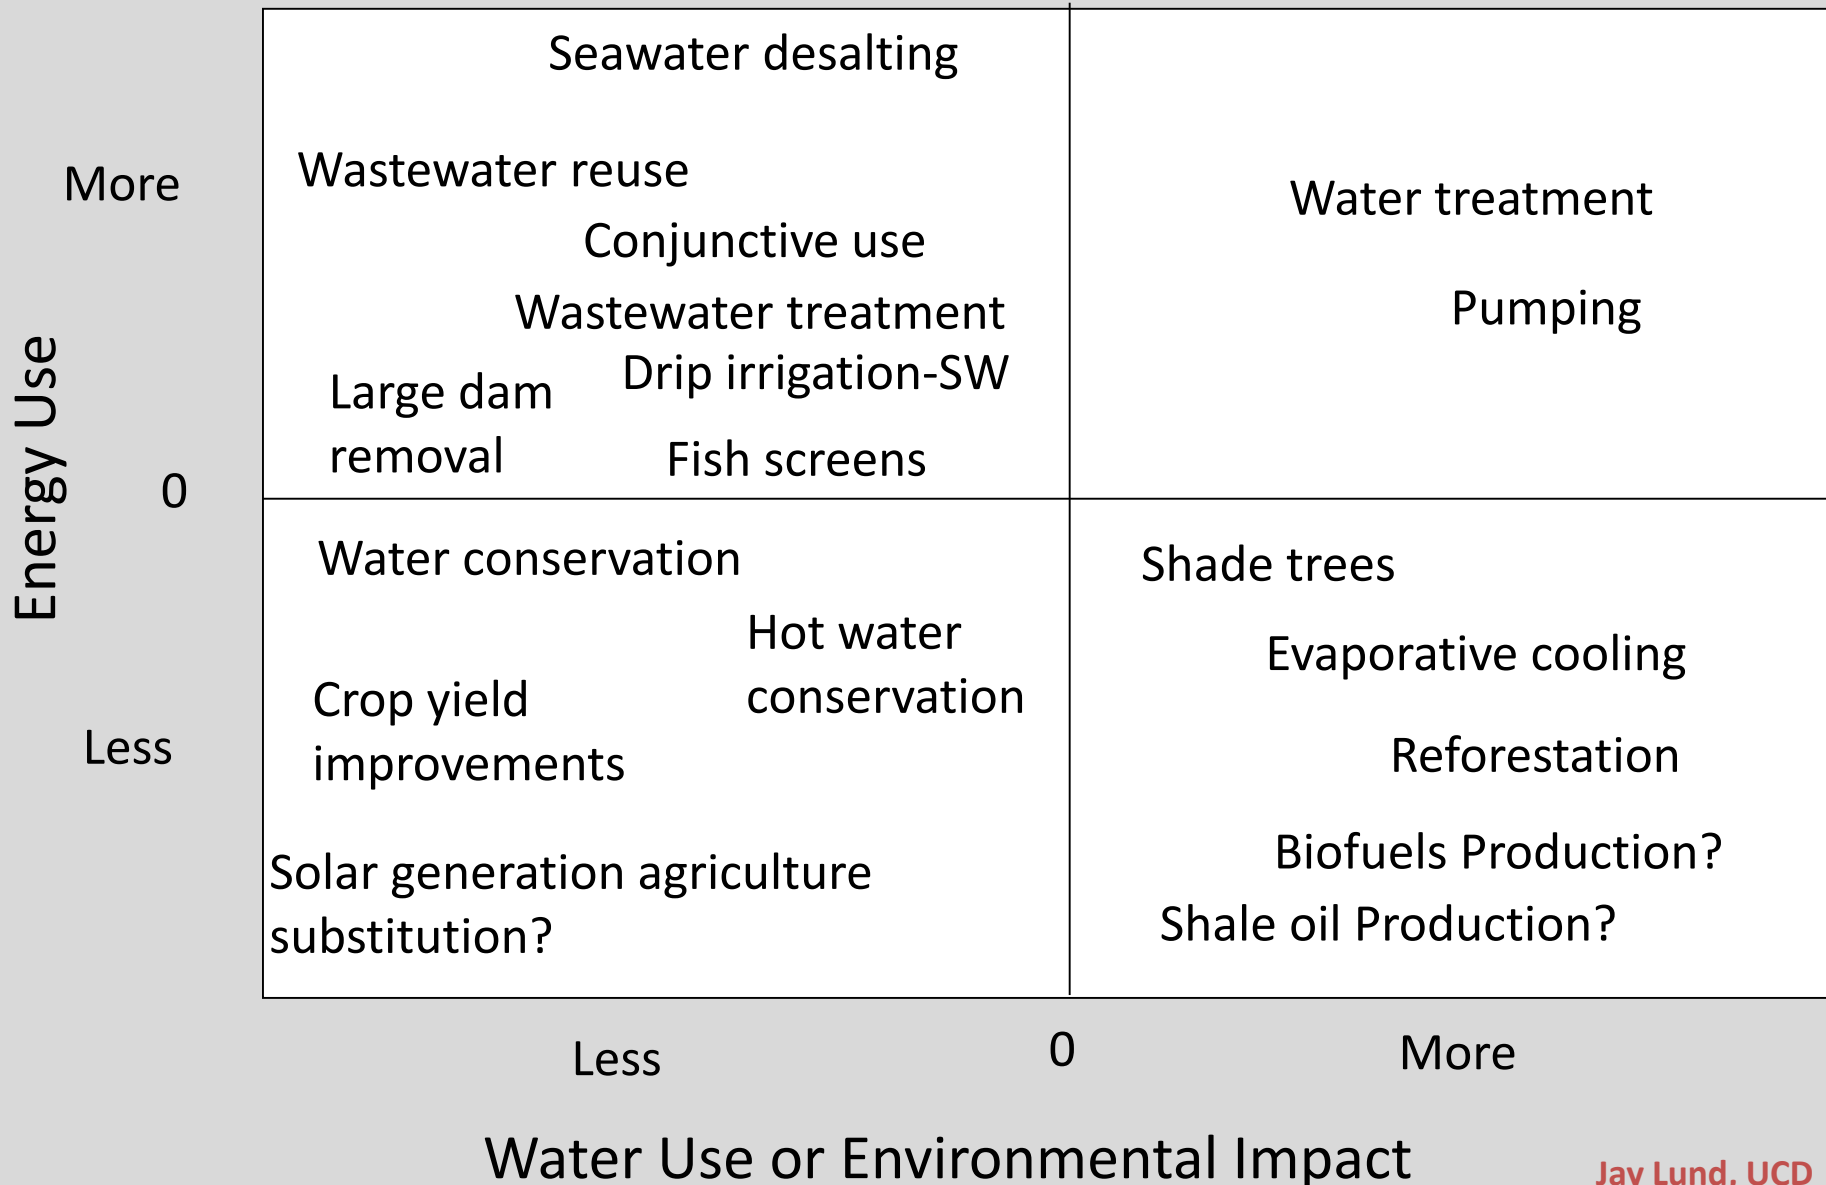 Seawater desalting
Wastewater reuse
More
Water treatment
Conjunctive use
Pumping
Wastewater treatment
Drip irrigation-SW
Large dam
removal
Fish screens
Energy Use
0
Water conservation
Shade trees
Hot water
conservation
Evaporative cooling
Crop yield
improvements
Less
Reforestation
Biofuels Production?
Solar generation agriculture
substitution?
Shale oil Production?
Less
0
More
Water Use or Environmental Impact
Jay Lund, UCD